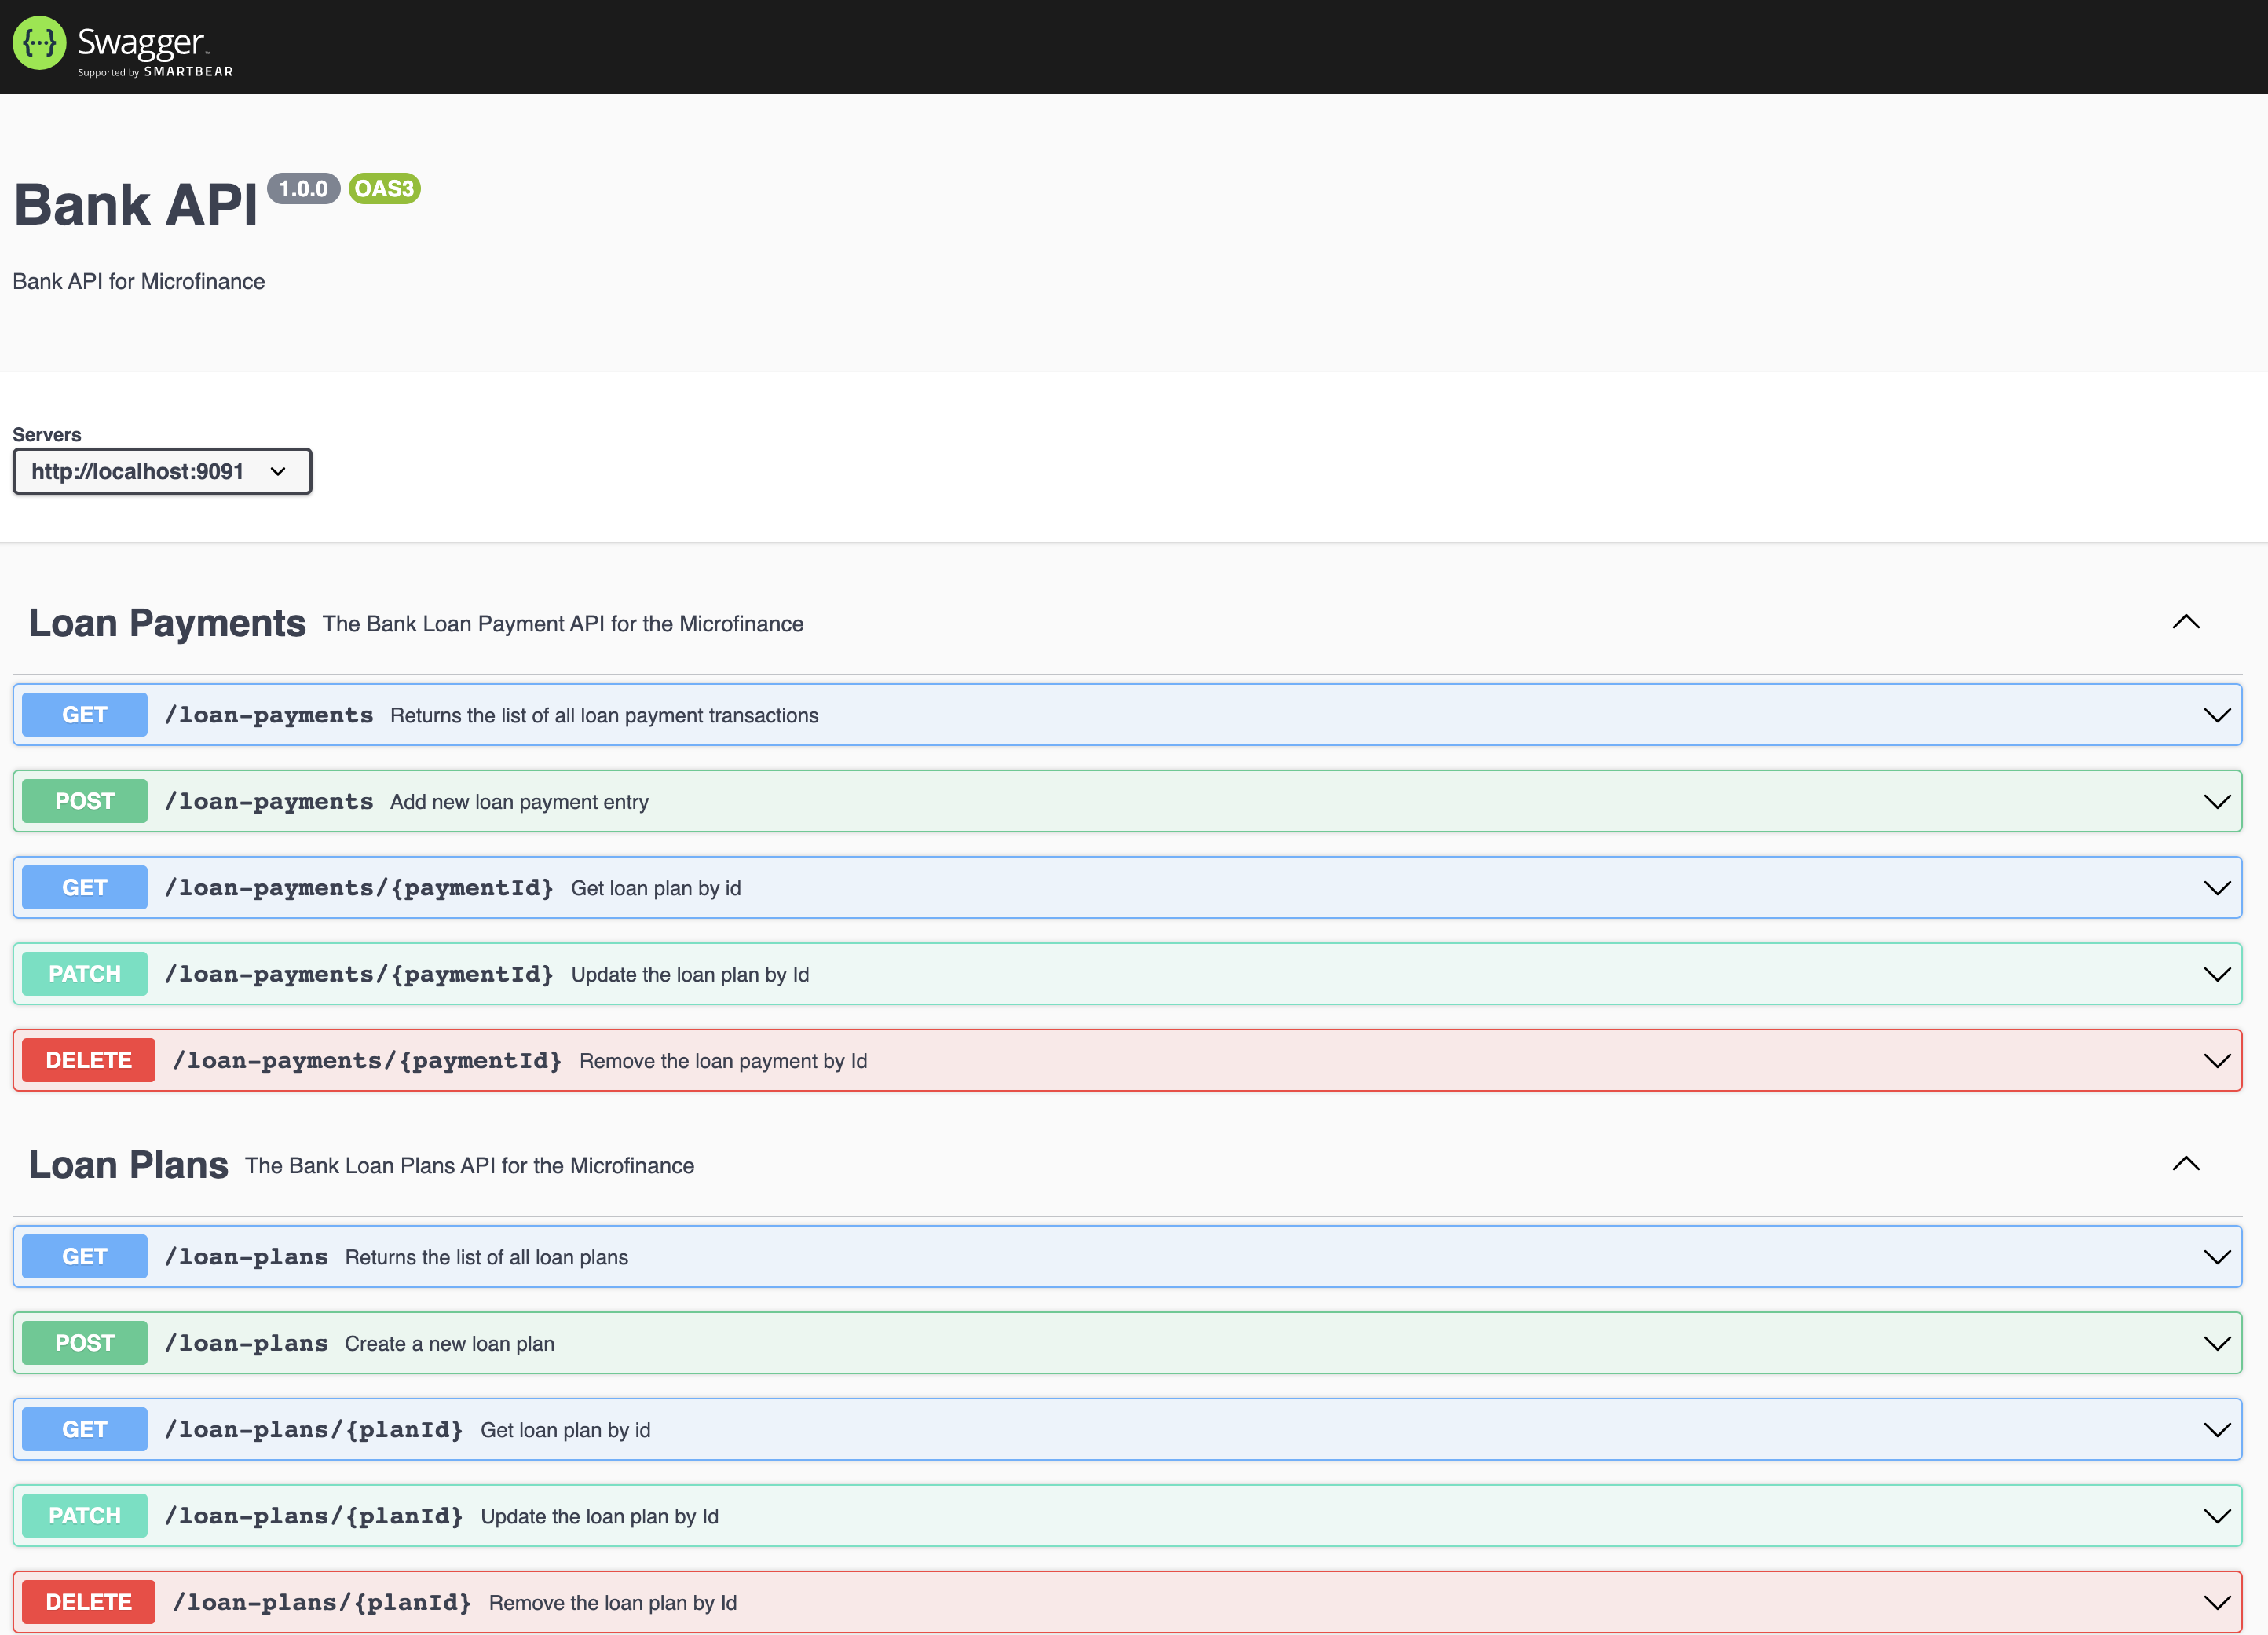 {...} Swagger™
Supported by SMARTBEAR
Bank API 1.0.0 OAS3
Bank API for Microfinance
Servers
http://localhost:9091
Loan Payments The Bank Loan Payment API for the Microfinance
GET /loan-payments Returns the list of all loan payment transactions
POST /loan-payments Add new loan payment entry
GET /loan-payments/{paymentId} Get loan plan by id
PATCH /loan-payments/{paymentId} Update the loan plan by Id
DELETE /loan-payments/{paymentId} Remove the loan payment by Id
Loan Plans The Bank Loan Plans API for the Microfinance
GET /loan-plans Returns the list of all loan plans
POST /loan-plans Create a new loan plan
GET /loan-plans/{planId} Get loan plan by id
PATCH /loan-plans/{planId} Update the loan plan by Id
DELETE /loan-plans/{planId} Remove the loan plan by Id